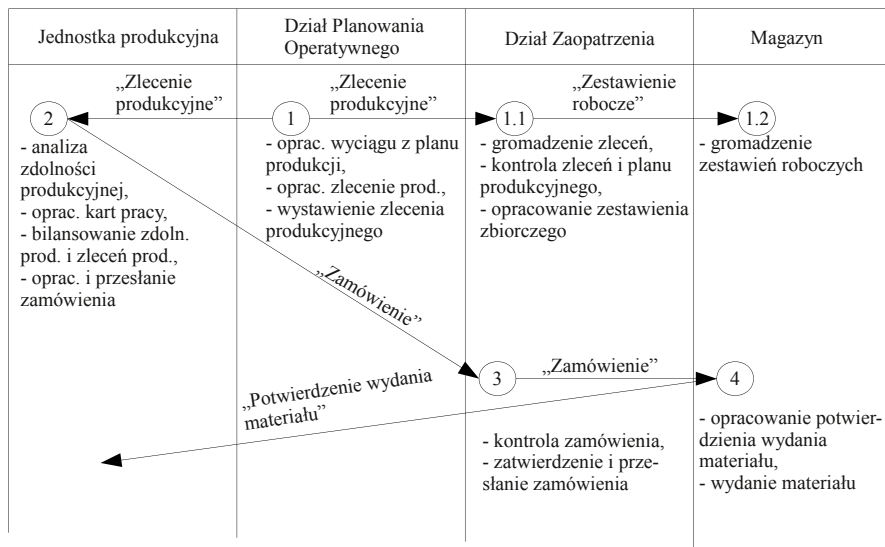 Jednostka produkcyjna
Dział Planowania
Operatywnego
Dział Zaopatrzenia
Magazyn
„Zlecenie
produkcyjne”
„Zlecenie
produkcyjne”
„Zestawienie
robocze”
2
1
1.1
1.2
- analiza
zdolności
produkcyjnej,
- oprac. kart pracy,
- bilansowanie zdoln.
prod. i zleceń prod.,
- oprac. i przesłanie
zamówienia
- oprac. wyciągu z planu
produkcji,
- oprac. zlecenie prod.,
- wystawienie zlecenia
produkcyjnego
- gromadzenie zleceń,
- kontrola zleceń i planu
produkcyjnego,
- opracowanie zestawienia
zbiorczego
- gromadzenie
zestawień roboczych
„Zamówienie”
„Zamówienie”
3
4
„Potwierdzenie wydania
materiału”
- kontrola zamówienia,
- zatwierdzenie i prze-
słanie zamówienia
- opracowanie potwier-
dzienia wydania
materiału,
- wydanie materiału